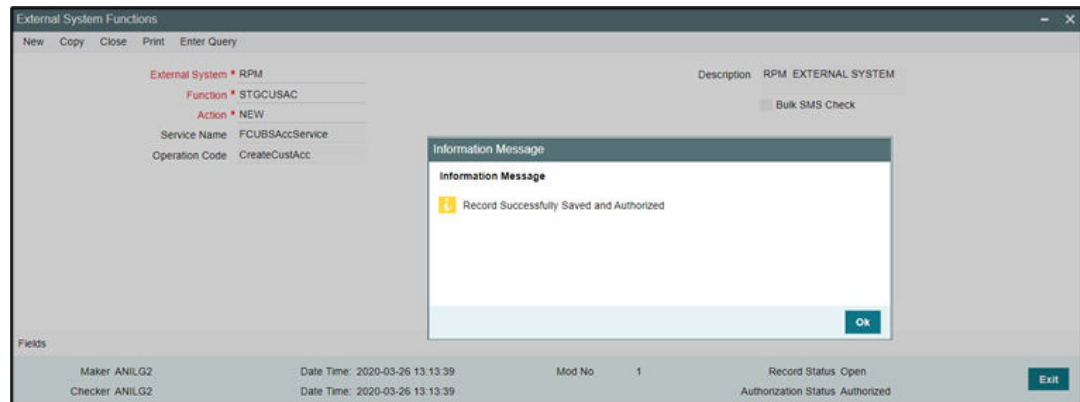 External System Functions
New Copy Close Print Enter Query
External System * RPM
Description RPM EXTERNAL SYSTEM
Function * STGCUSAC
Bulk SMS Check
Action * NEW
Service Name FCUBSAccService
Operation Code CreateCustAcc
Information Message
Information Message
Record Successfully Saved and Authorized
Ok
Fields
Maker ANILG2 Date Time: 2020-03-26 13:13:39 Mod No 1 Record Status Open
Checker ANILG2 Date Time: 2020-03-26 13:13:39 Authorization Status Authorized
Exit